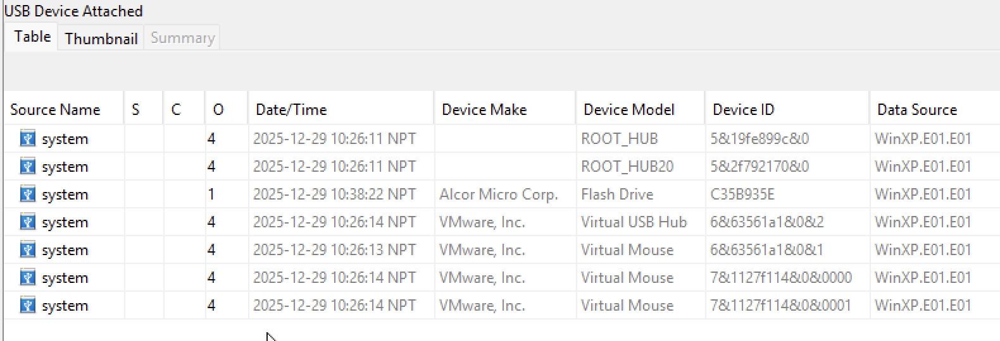 USB Device Attached
Table Thumbnail Summary
Source Name S C O Date/Time Device Make Device Model Device ID Data Source
system 4 2025-12-29 10:26:11 NPT ROOT_HUB 5&19fe899c&0 WinXP.E01.E01
system 4 2025-12-29 10:26:11 NPT ROOT_HUB20 5&2f792170&0 WinXP.E01.E01
system 1 2025-12-29 10:38:22 NPT Alcor Micro Corp. Flash Drive C35B935E WinXP.E01.E01
system 4 2025-12-29 10:26:14 NPT VMware, Inc. Virtual USB Hub 6&63561a1&0&2 WinXP.E01.E01
system 4 2025-12-29 10:26:13 NPT VMware, Inc. Virtual Mouse 6&63561a1&0&1 WinXP.E01.E01
system 4 2025-12-29 10:26:14 NPT VMware, Inc. Virtual Mouse 7&1127f114&0&0000 WinXP.E01.E01
system 4 2025-12-29 10:26:14 NPT VMware, Inc. Virtual Mouse 7&1127f114&0&0001 WinXP.E01.E01